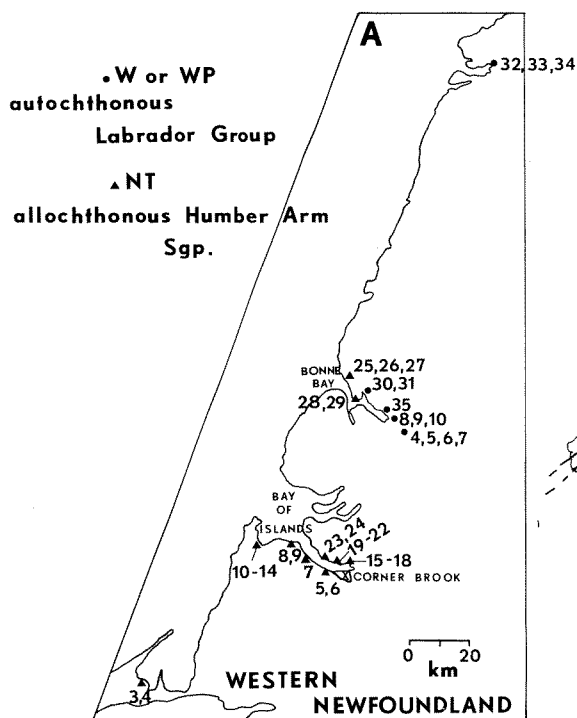 A
•W or WP
autochthonous
Labrador Group
▲NT
allochthonous Humber Arm
Sgp.
32,33,34
25,26,27
BONNE
BAY
30,31
28,29
35
8,9,10
4,5,6,7
BAY
OF
ISLANDS
23,24
19-22
15-18
10-14
8,9
7
5,6
CORNER BROOK
3,4
0 20
km
WESTERN
NEWFOUNDLAND